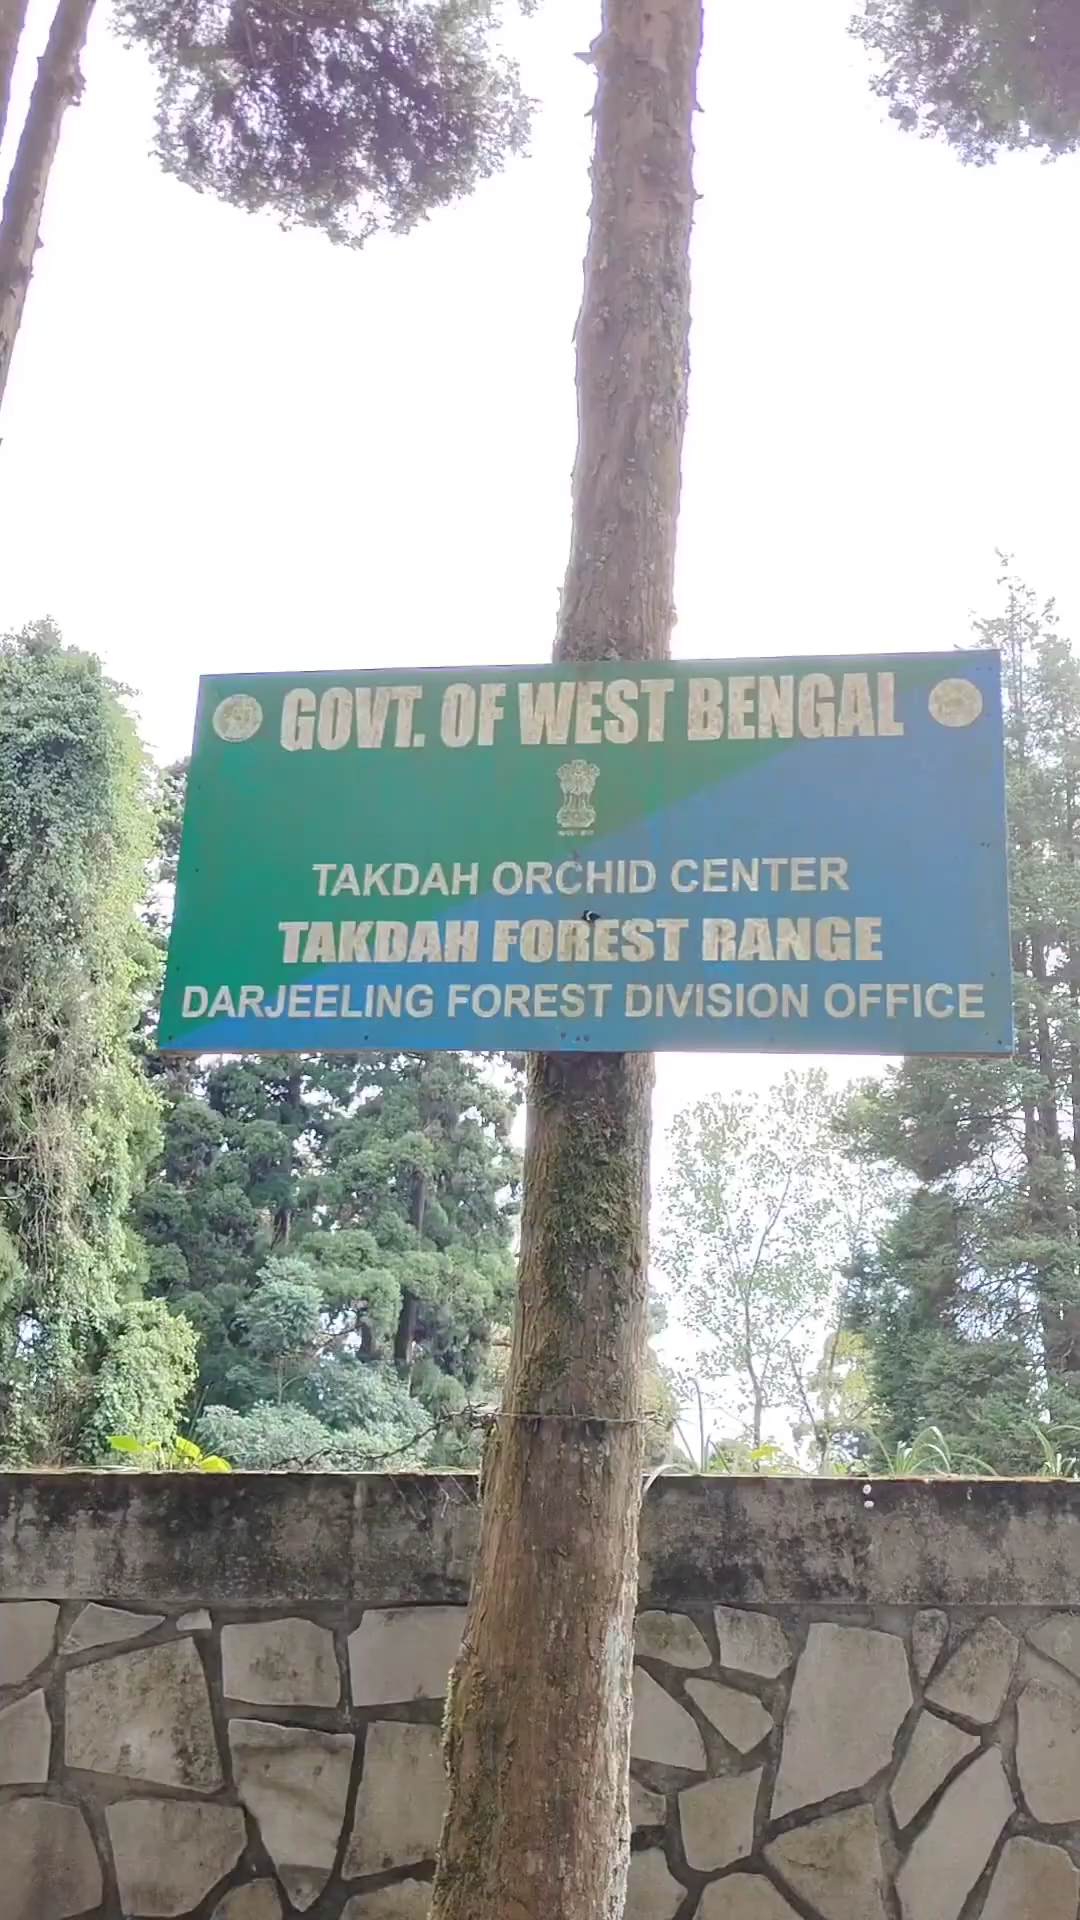 GOVT. OF WEST BENGAL
TAKDAH ORCHID CENTER
TAKDAH FOREST RANGE
DARJEELING FOREST DIVISION OFFICE